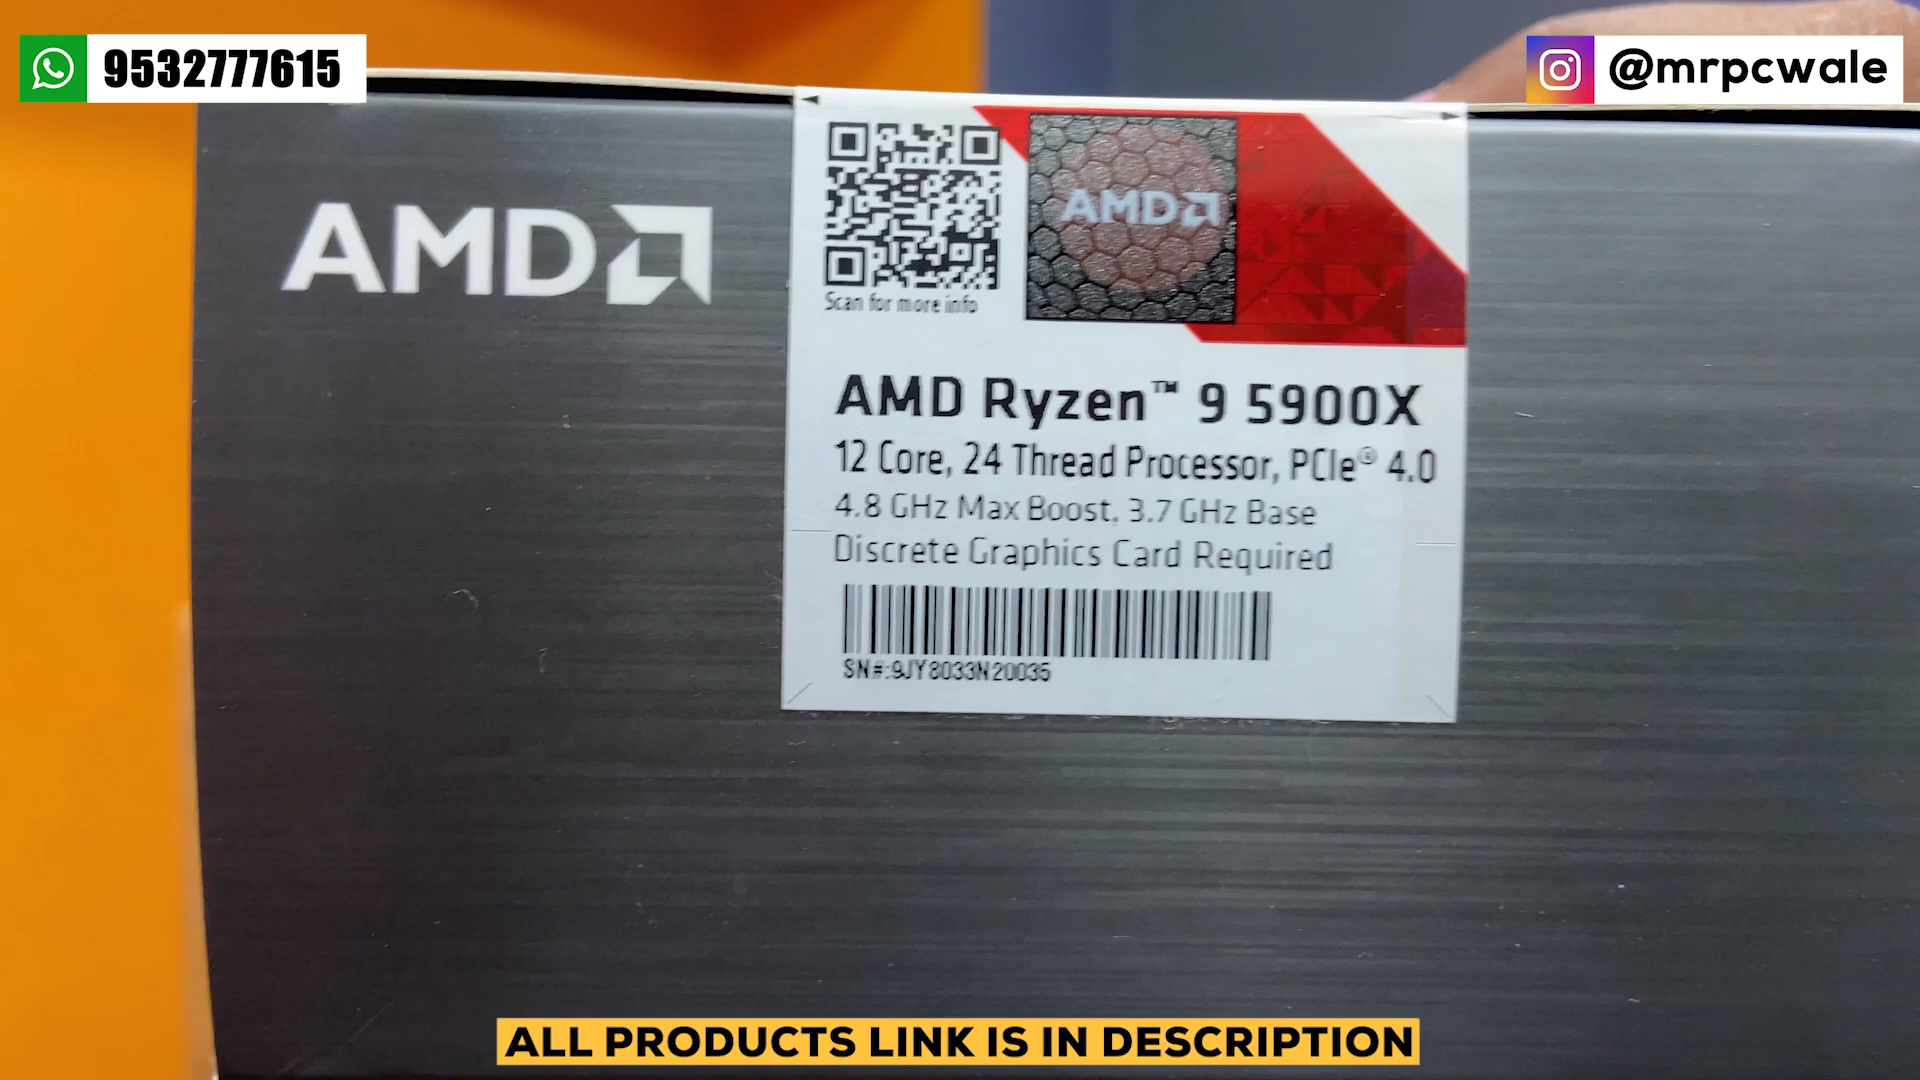 9532777615
@mrpcwale
AMD
AMD
Scan for more info
AMD Ryzen™ 9 5900X
12 Core, 24 Thread Processor, PCIe® 4.0
4.8 GHz Max Boost, 3.7 GHz Base
Discrete Graphics Card Required
SN#:9JY8033N20035
ALL PRODUCTS LINK IS IN DESCRIPTION